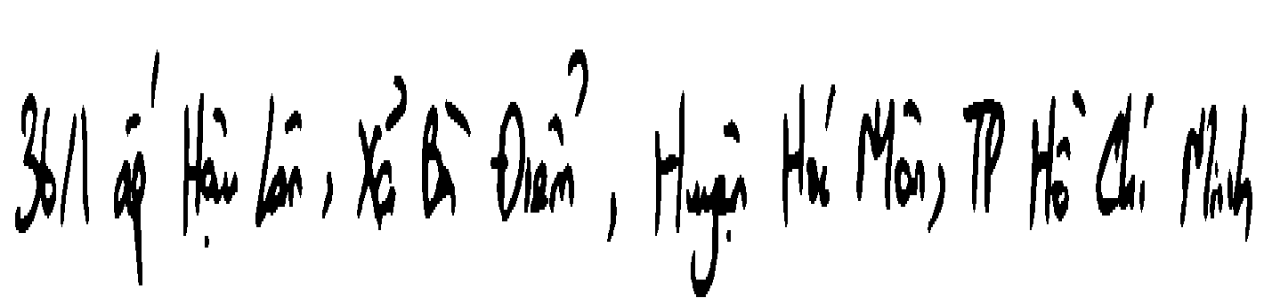 36/1 ấp Hậu Lân, Xã Bà Điểm, Huyện Hóc Môn, TP Hồ Chí Minh